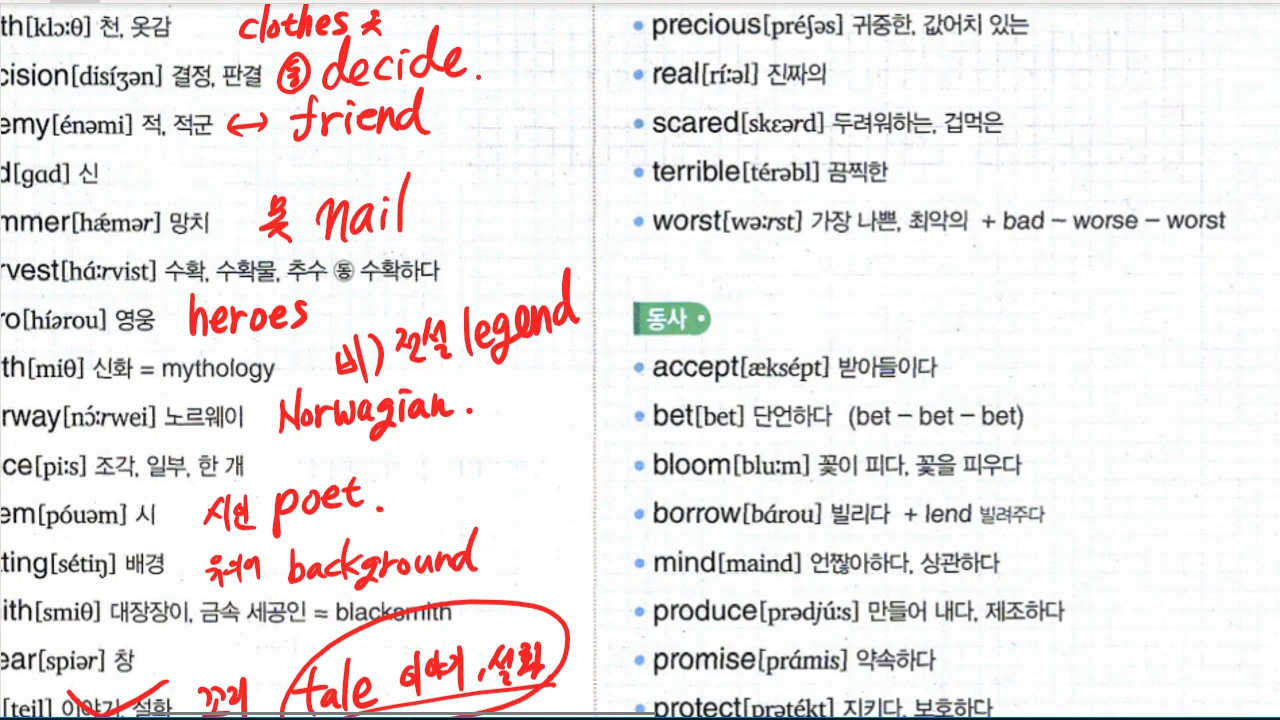 th[klɔːθ] 천, 옷감 clothes 옷
cision[disíʒən] 결정, 판결 동 decide.
emy[énəmi] 적, 적군 ↔ friend
d[gɑd] 신
mmer[hǽmər] 망치 못 nail
rvest[háːrvist] 수확, 수확물, 추수 동 수확하다
ro[híərou] 영웅 heroes
th[miθ] 신화 = mythology 비) 전설 legend
rway[nɔ́ːrwei] 노르웨이 Norwagian.
ce[piːs] 조각, 일부, 한 개
em[póuəm] 시 시인 poet.
ting[sétiŋ] 배경 유의어 background
ith[smiθ] 대장장이, 금속 세공인 = blacksmith
ear[spiər] 창
[teil] 이야기, 설화 꼬리 tale 이야기, 설화
precious[préʃəs] 귀중한, 값어치 있는
real[ríːəl] 진짜의
scared[skɛərd] 두려워하는, 겁먹은
terrible[térəbl] 끔찍한
worst[wəːrst] 가장 나쁜, 최악의 + bad – worse – worst
동사
accept[æksépt] 받아들이다
bet[bet] 단언하다 (bet – bet – bet)
bloom[bluːm] 꽃이 피다, 꽃을 피우다
borrow[bárou] 빌리다 + lend 빌려주다
mind[maind] 언짢아하다, 상관하다
produce[prədjúːs] 만들어 내다, 제조하다
promise[prámis] 약속하다
protect[prətékt] 지키다, 보호하다